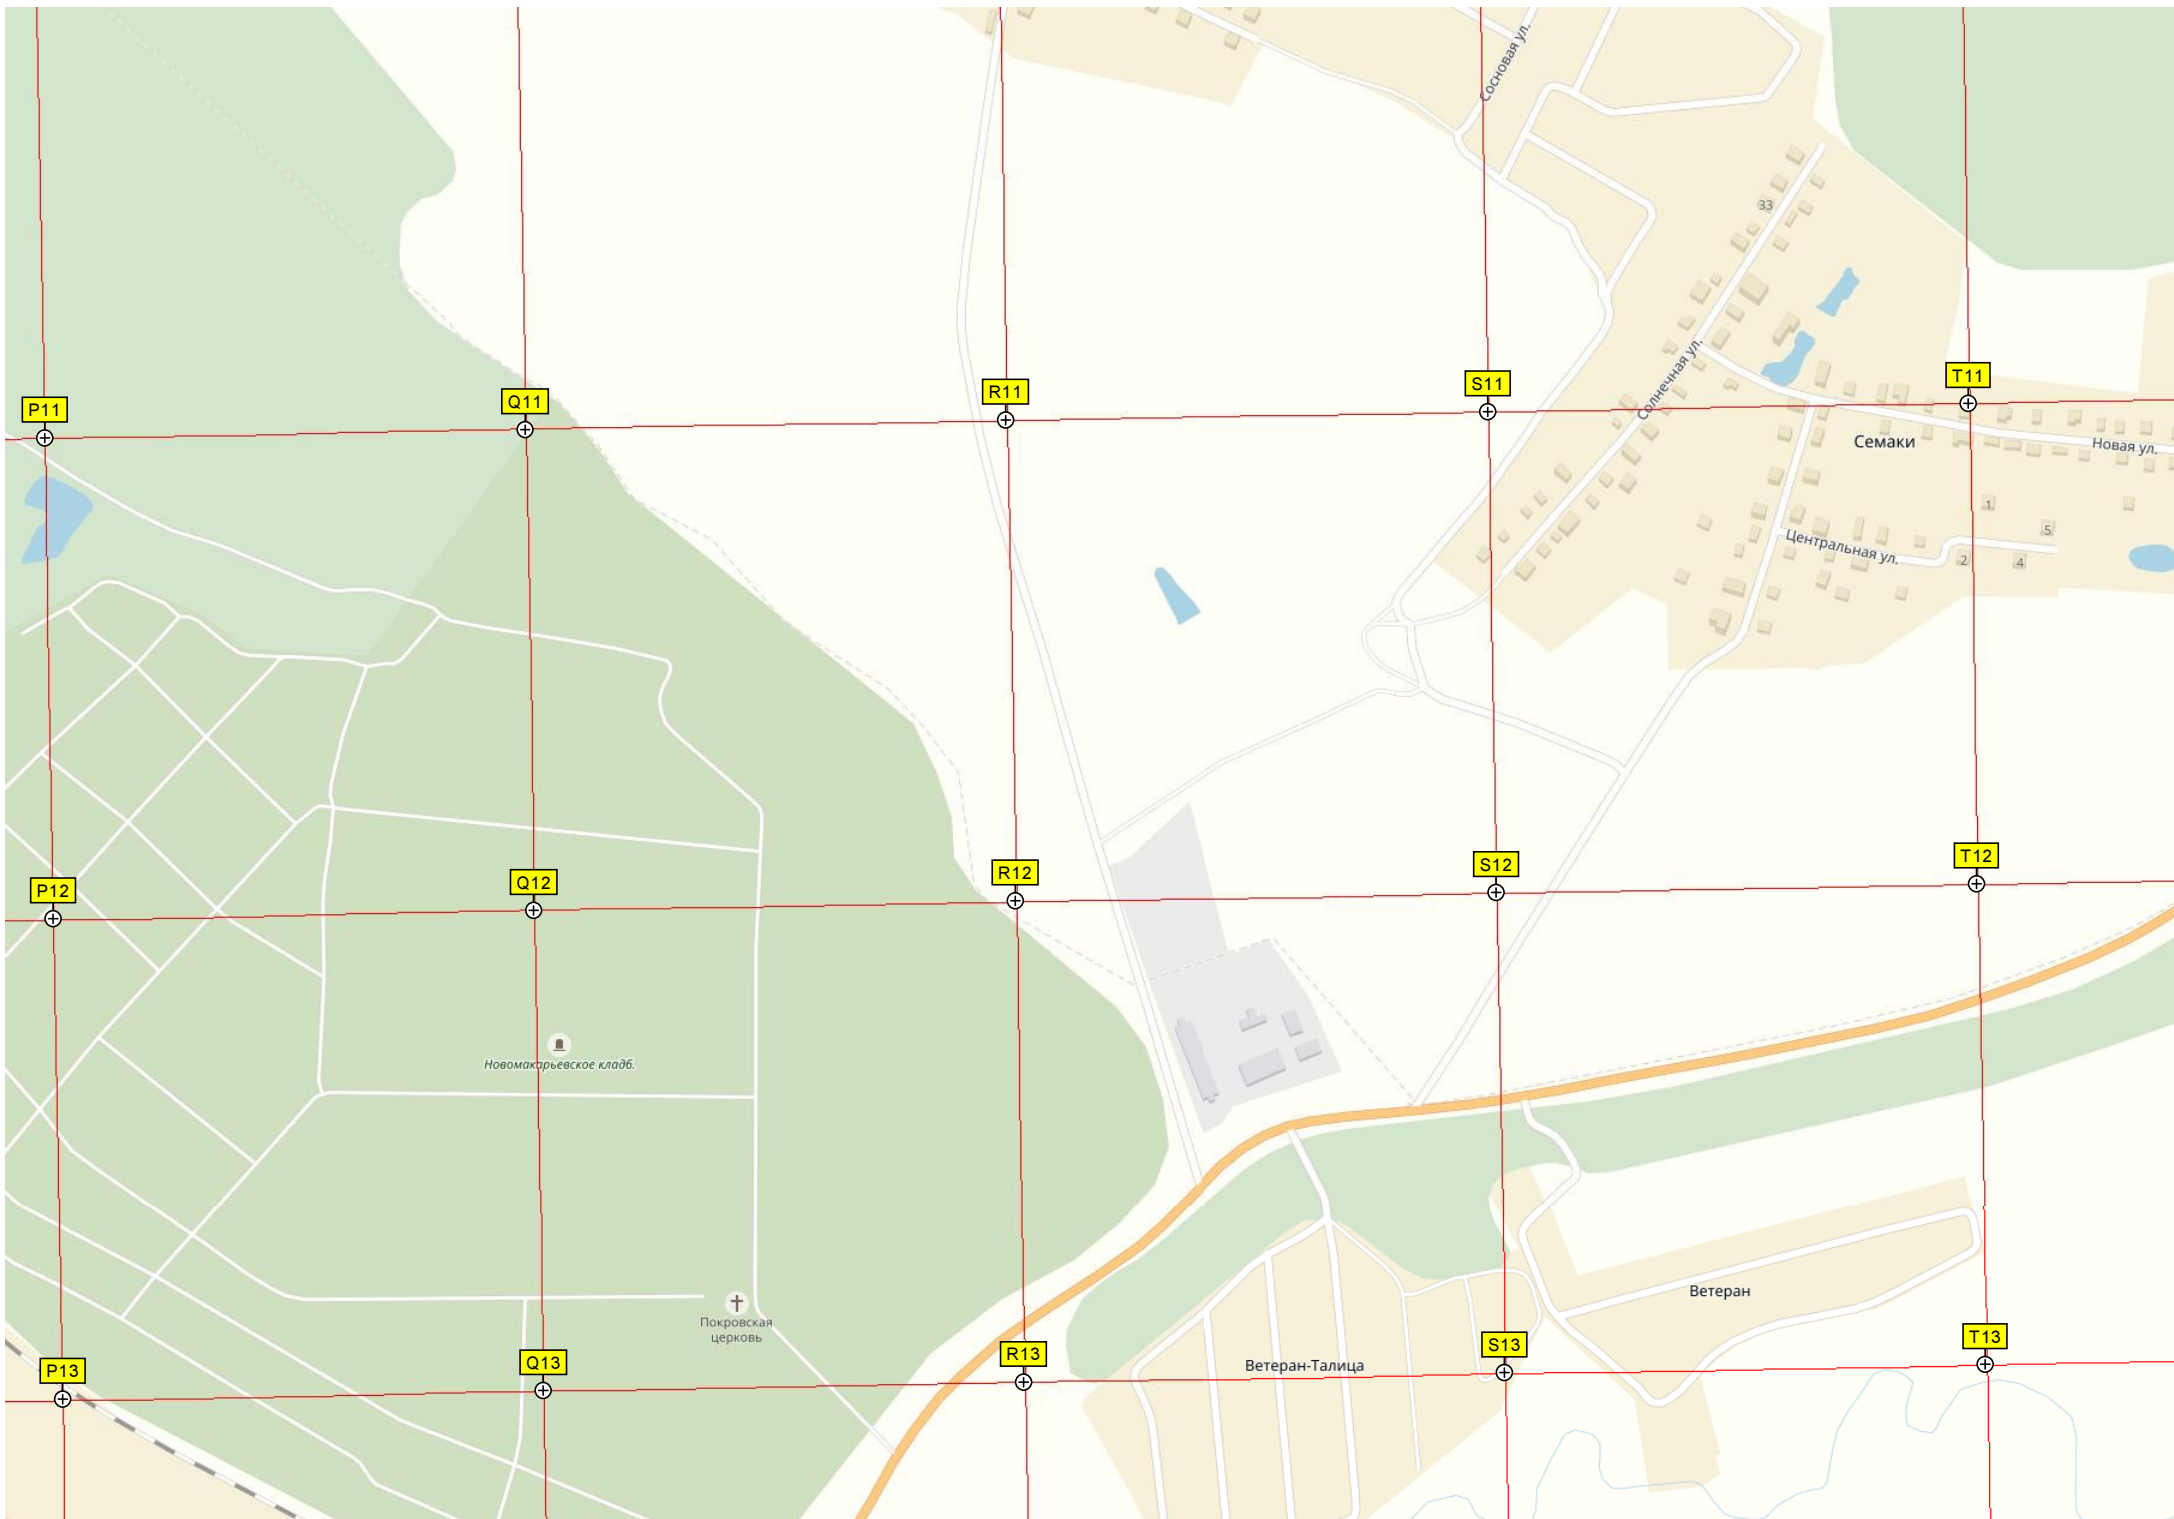 Сосновая ул.
33
Солнечная ул.
P11
Q11
R11
S11
T11
Семаки
Новая ул.
1
5
Центральная ул.
2
4
P12
Q12
R12
S12
T12
Новомакарьевское кладб.
Покровская
церковь
Ветеран
Ветеран-Талица
P13
Q13
R13
S13
T13